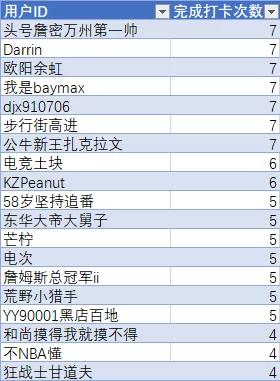 用户ID 完成打卡次数
头号詹密万州第一帅 7
Darrin 7
欧阳余虹 7
我是baymax 7
djx910706 7
步行街高进 7
公牛新王扎克拉文 7
电竞土块 6
KZPeanut 6
58岁坚持追番 5
东华大帝大舅子 5
芒柠 5
电次 5
詹姆斯总冠军ii 5
荒野小猎手 5
YY90001黑店百地 5
和尚摸得我就摸不得 4
不NBA懂 4
狂战士甘道夫 4